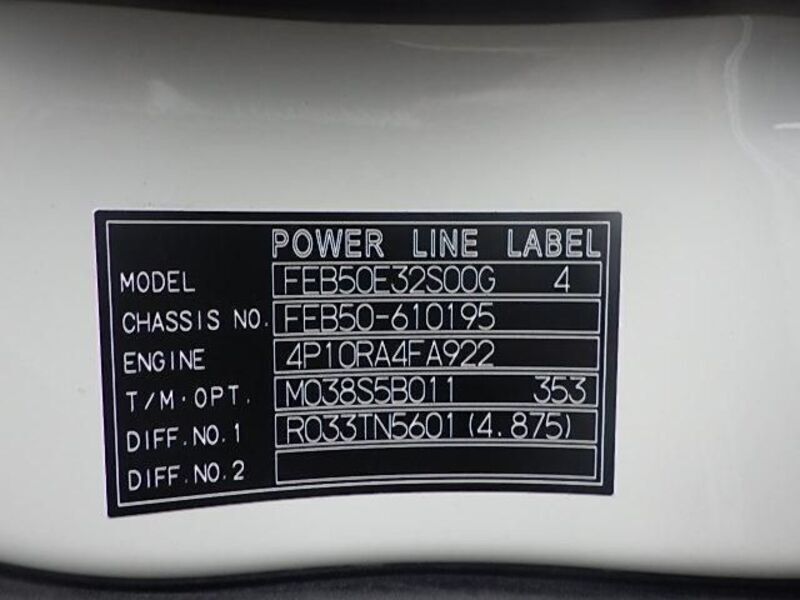 POWER LINE LABEL
MODEL FEB50E32S00G 4
CHASSIS NO. FEB50-610195
ENGINE 4P10RA4FA922
T/M·OPT. M038S5B011 353
DIFF.NO.1 R033TN5601(4.875)
DIFF.NO.2